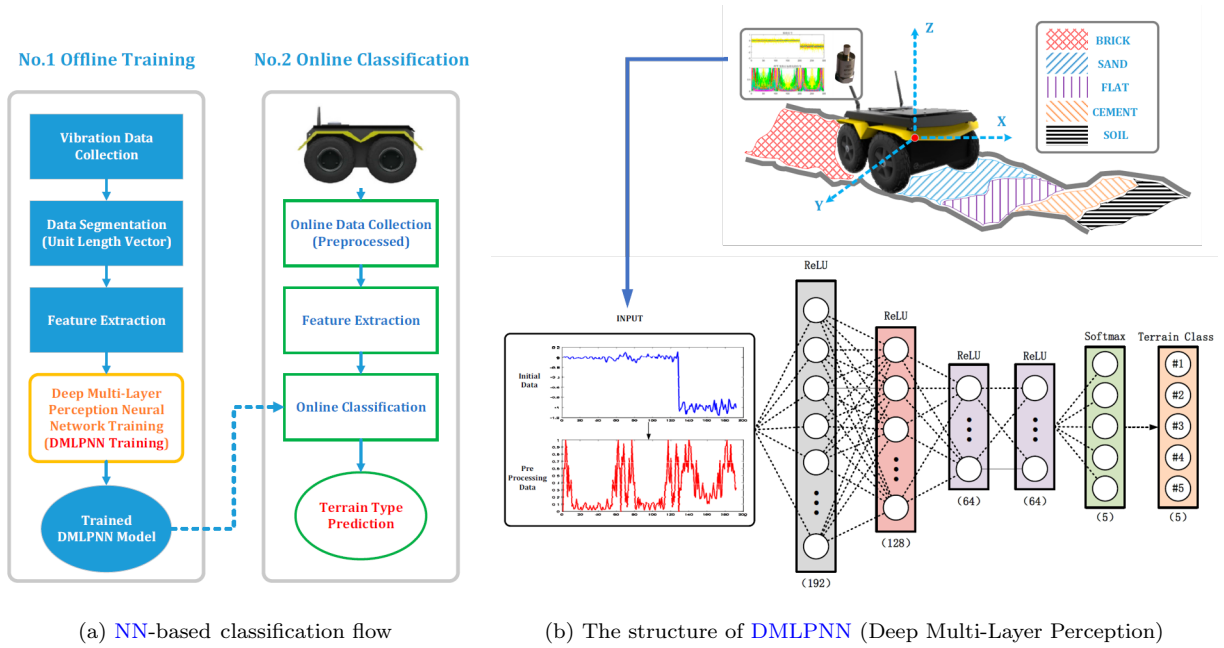 No.1 Offline Training
Vibration Data
Collection
Data Segmentation
(Unit Length Vector)
Feature Extraction
Deep Multi-Layer
Perception Neural
Network Training
(DMLPNN Training)
Trained
DMLPNN Model
No.2 Online Classification
Online Data Collection
(Preprocessed)
Feature Extraction
Online Classification
Terrain Type
Prediction
(a) NN-based classification flow
Z
X
Y
BRICK
SAND
FLAT
CEMENT
SOIL
INPUT
Initial
Data
Pre
Processing
Data
ReLU
(192)
ReLU
(128)
ReLU
(64)
ReLU
(64)
Softmax
(5)
Terrain Class
#1
#2
#3
#4
#5
(5)
(b) The structure of DMLPNN (Deep Multi-Layer Perception)